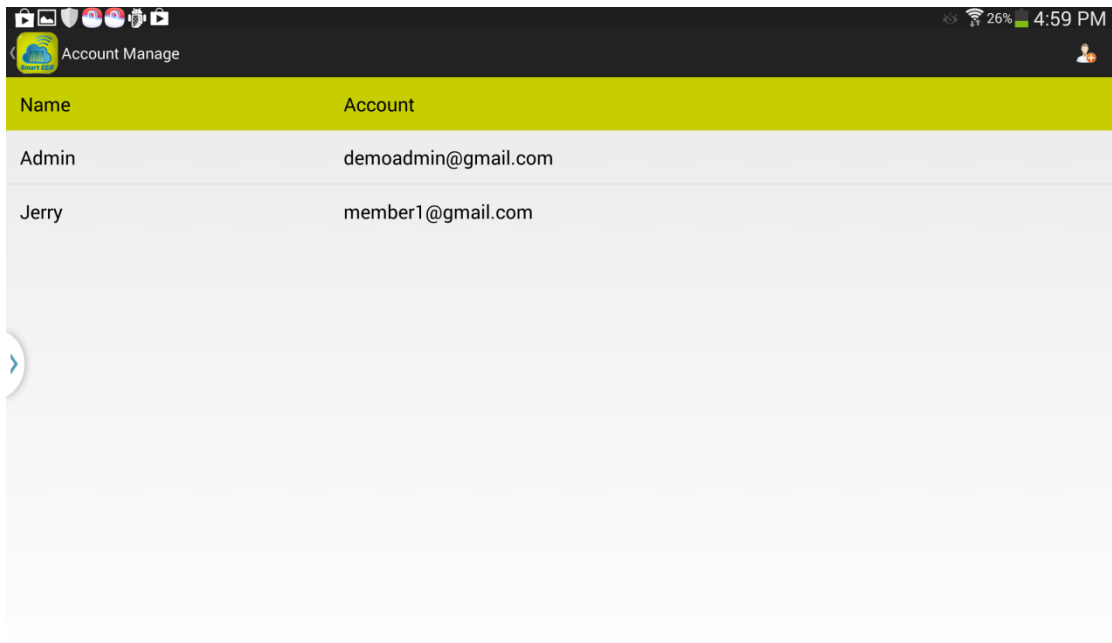 26% 4:59 PM
Account Manage
Name Account
Admin demoadmin@gmail.com
Jerry member1@gmail.com